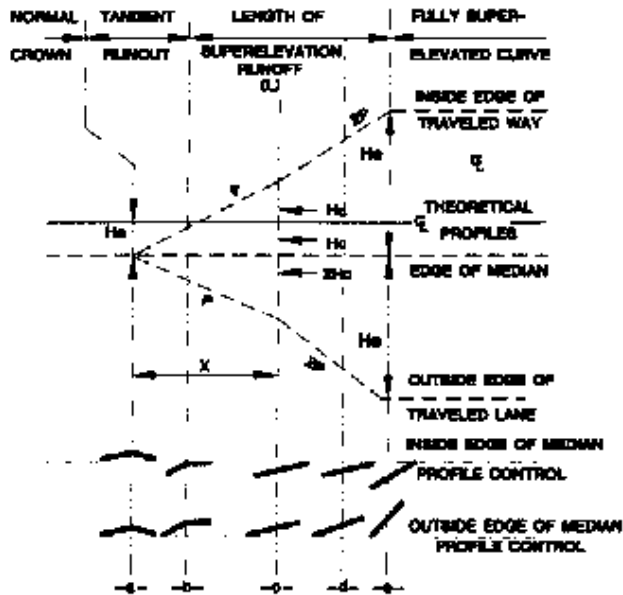 NORMAL TANGENT LENGTH OF FULLY SUPER-
CROWN RUNOUT SUPERELEVATION ELEVATED CURVE
RUNOFF
(L)
INSIDE EDGE OF
TRAVELED WAY
He
℄
Hc
℄
THEORETICAL
PROFILES
Hc
EDGE OF MEDIAN
2Hc
He
X
OUTSIDE EDGE OF
TRAVELED LANE
INSIDE EDGE OF MEDIAN
PROFILE CONTROL
OUTSIDE EDGE OF MEDIAN
PROFILE CONTROL
a b c d e